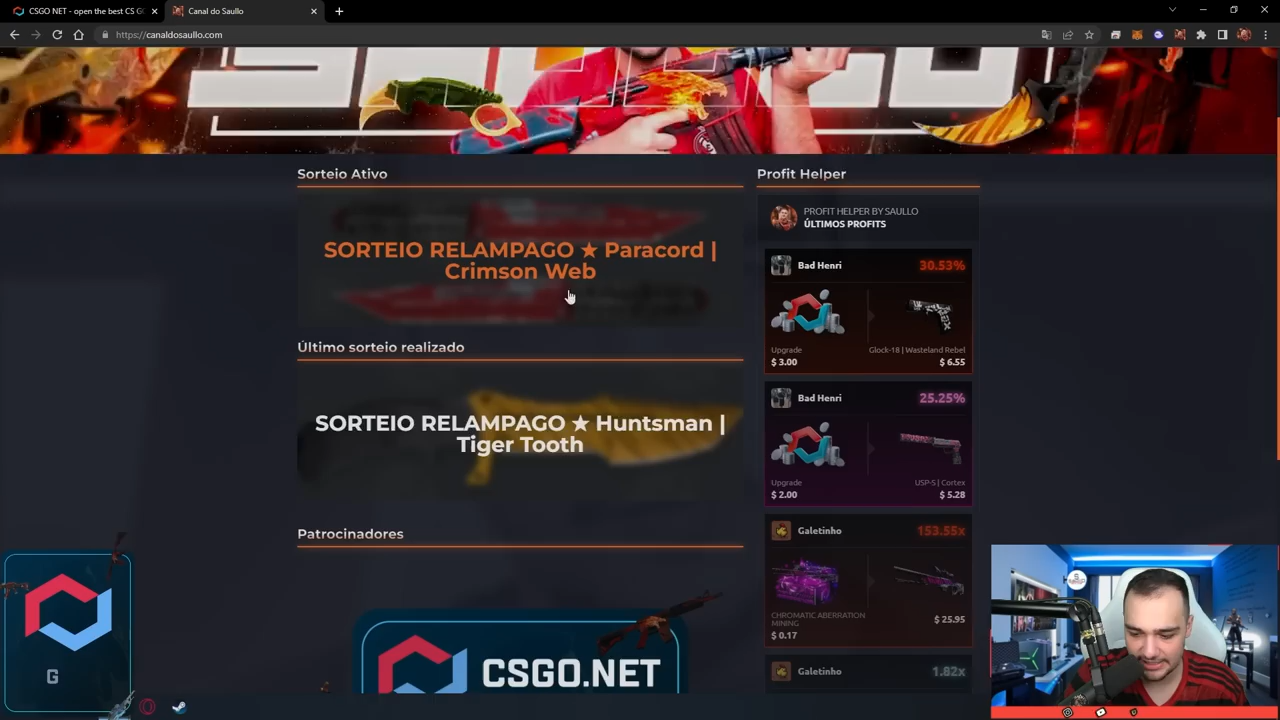 CSGO NET - open the best CS G
Canal do Saullo
https://canaldosaullo.com
Sorteio Ativo
SORTEIO RELAMPAGO ★ Paracord |
Crimson Web
Último sorteio realizado
SORTEIO RELAMPAGO ★ Huntsman |
Tiger Tooth
Patrocinadores
CSGO.NET
G
Profit Helper
PROFIT HELPER BY SAULLO
ÚLTIMOS PROFITS
Bad Henri 30.53%
Upgrade Glock-18 | Wasteland Rebel
$ 3.00 $ 6.55
Bad Henri 25.25%
Upgrade USP-S | Cortex
$ 2.00 $ 5.28
Galetinho 153.55x
CHROMATIC ABERRATION
MINING
$ 25.95
$ 0.17
Galetinho 1.82x